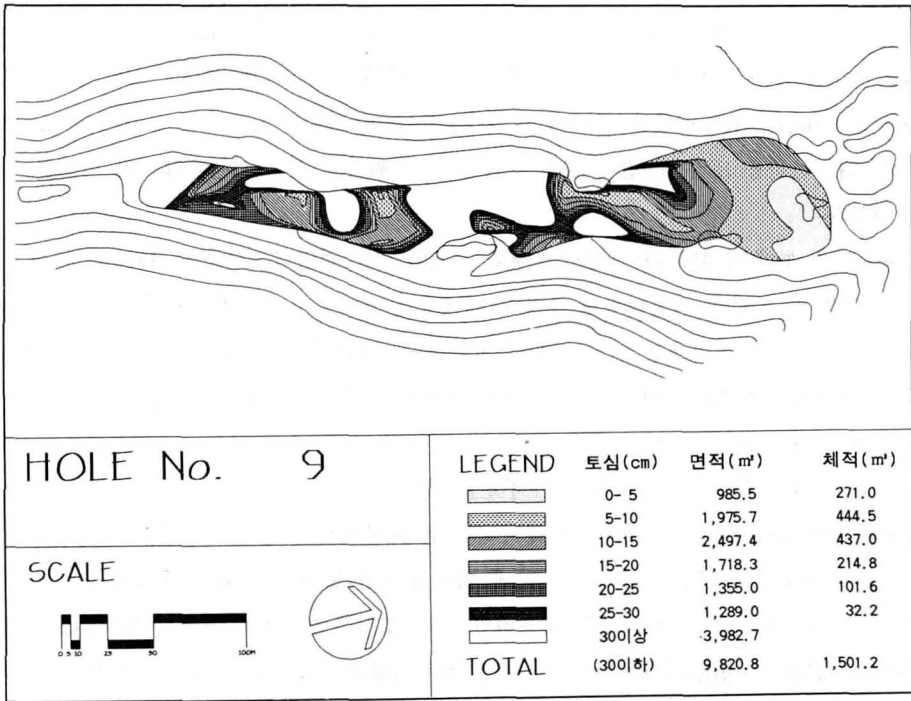 HOLE No. 9
SCALE
0 5 10 25 50 100M
LEGEND 토심(cm) 면적(㎡) 체적(㎥)
0- 5 985.5 271.0
5-10 1,975.7 444.5
10-15 2,497.4 437.0
15-20 1,718.3 214.8
20-25 1,355.0 101.6
25-30 1,289.0 32.2
30이상 3,982.7
TOTAL (30이하) 9,820.8 1,501.2